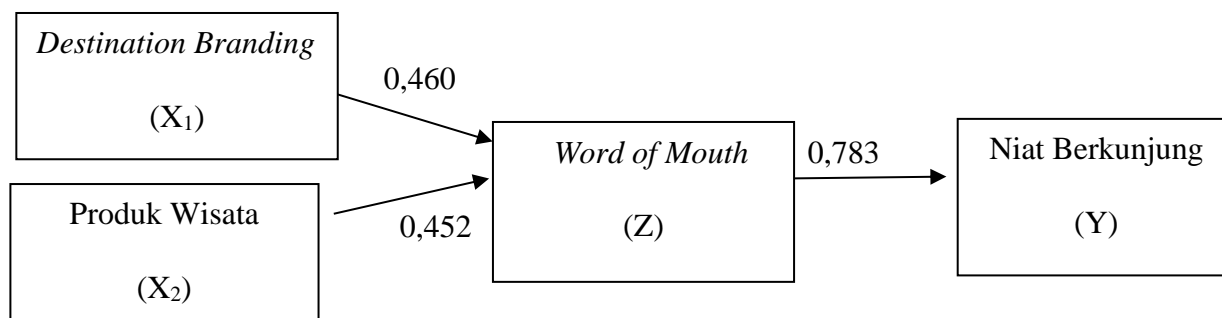 Destination Branding
(X₁)
0,460
Produk Wisata
(X₂)
0,452
Word of Mouth
(Z)
0,783
Niat Berkunjung
(Y)